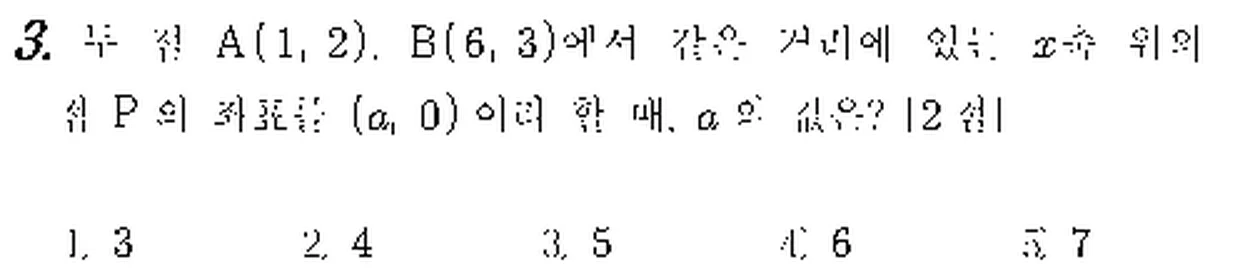 3. 두 점 A(1, 2), B(6, 3)에서 같은 거리에 있는 x축 위의
점 P의 좌표를 (a, 0)이라 할 때, a의 값은? [2점]
1. 3 2. 4 3. 5 4. 6 5. 7